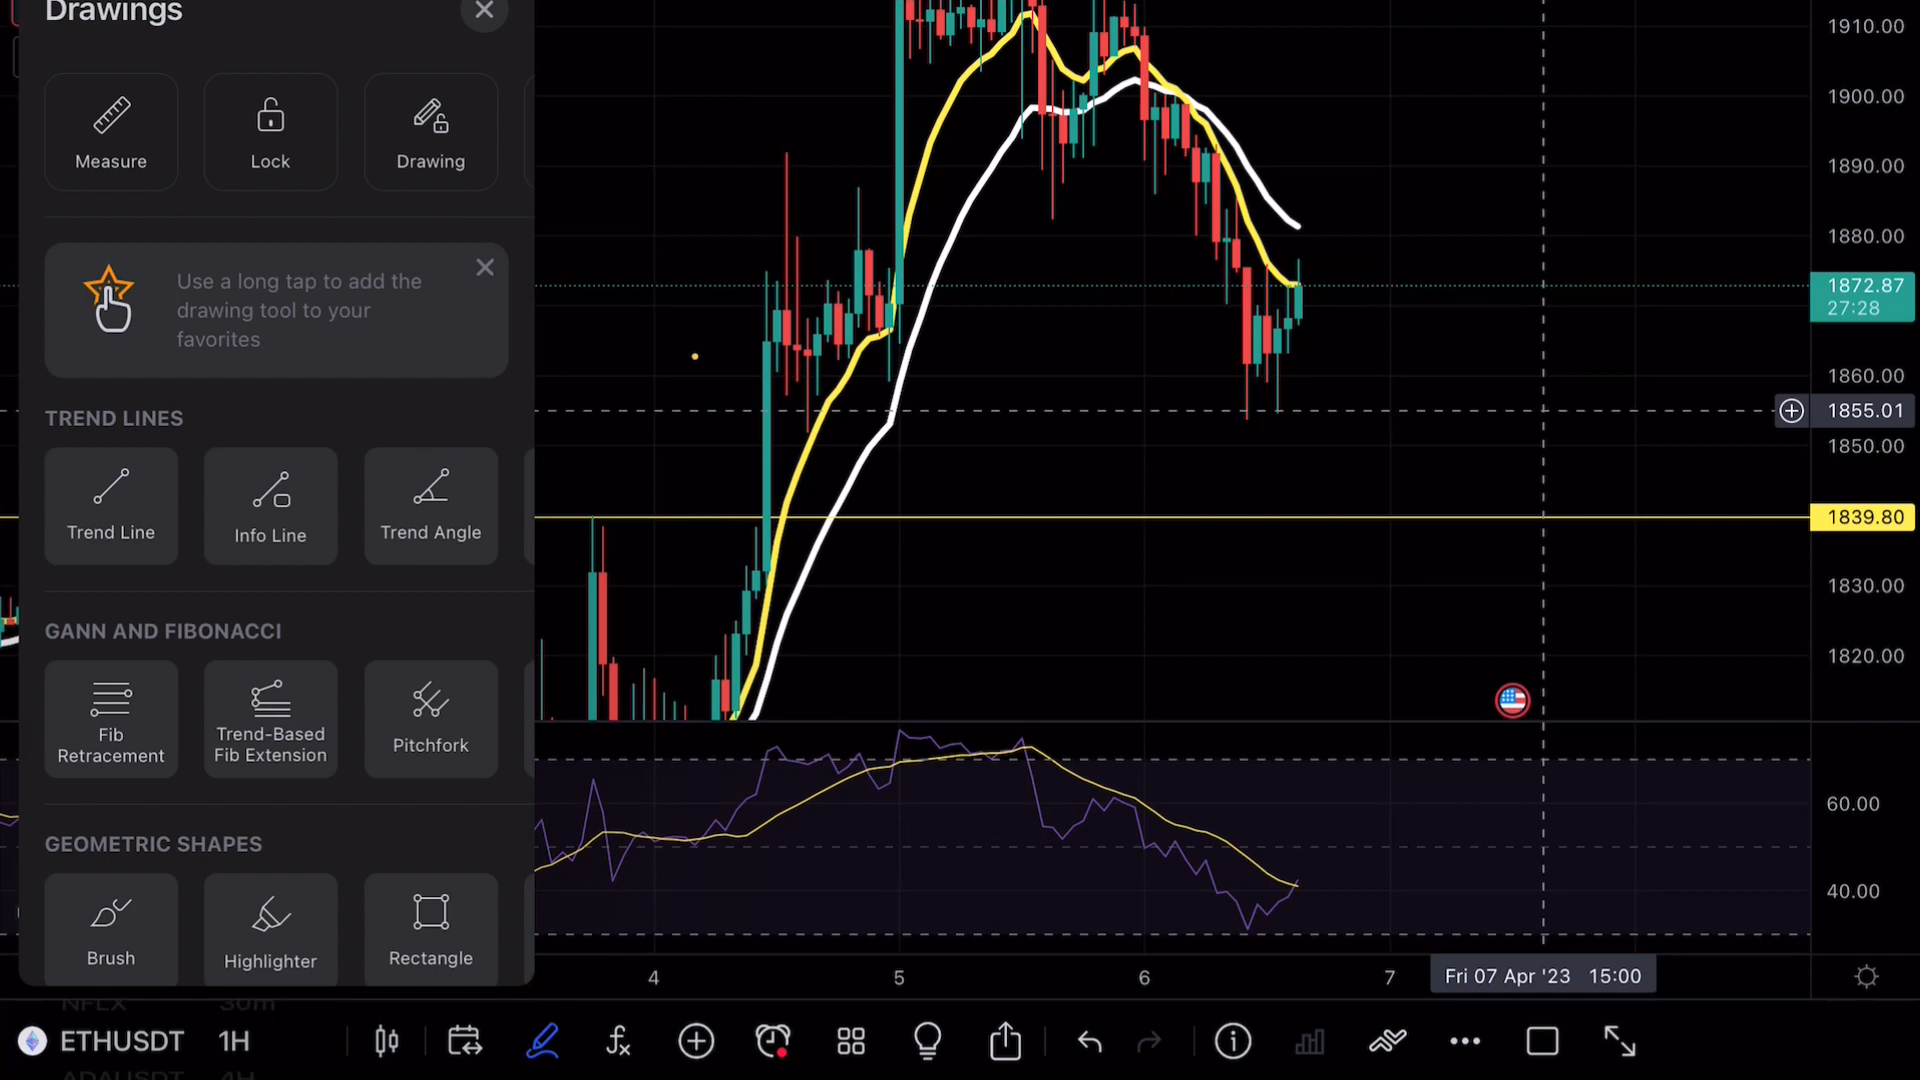 Drawings
Measure
Lock
Drawing
Use a long tap to add the
drawing tool to your
favorites
TREND LINES
Trend Line
Info Line
Trend Angle
GANN AND FIBONACCI
Fib
Retracement
Trend-Based
Fib Extension
Pitchfork
GEOMETRIC SHAPES
Brush
Highlighter
Rectangle
1910.00
1900.00
1890.00
1880.00
1872.87
27:28
1860.00
1855.01
1850.00
1839.80
1830.00
1820.00
60.00
40.00
4
5
6
7
Fri 07 Apr '23 15:00
NFLX 30m
ETHUSDT 1H
ADAUSDT 4H